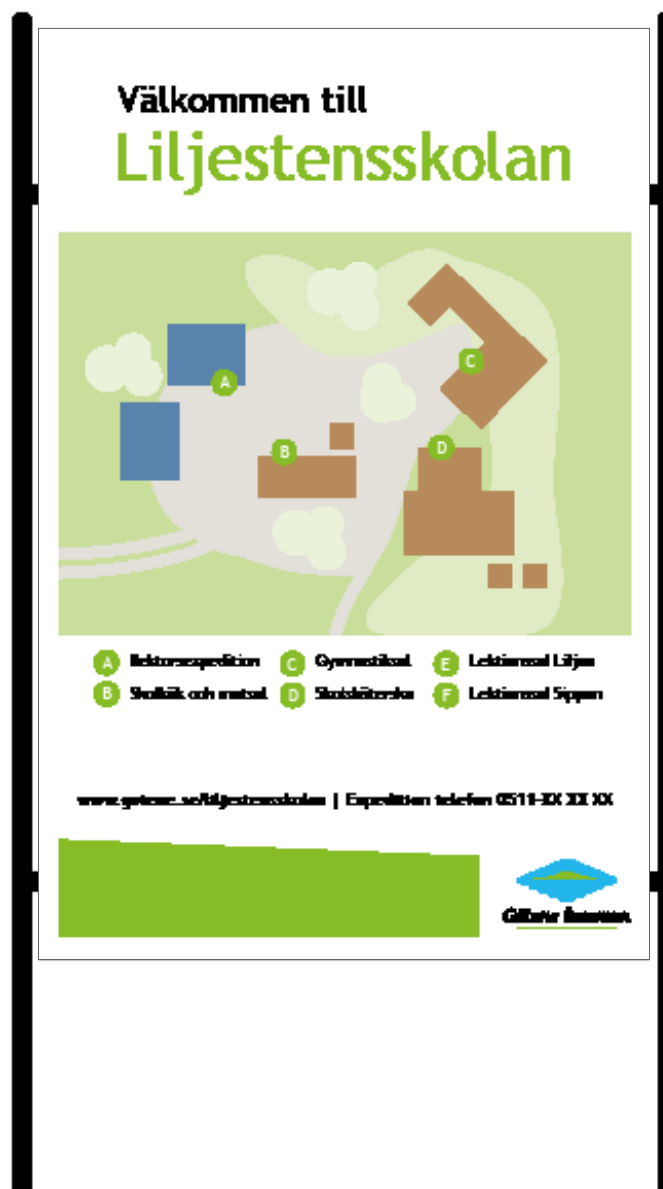 Välkommen till
Liljestensskolan
A
C
B
D
A Rektorsexpedition C Gymnastiksal E Lektionssal Liljan
B Skolkök och matsal D Skolsköterska F Lektionssal Sippan
www.gotene.se/liljestensskolan | Expedition telefon 0511-XX XX XX
Götene kommun